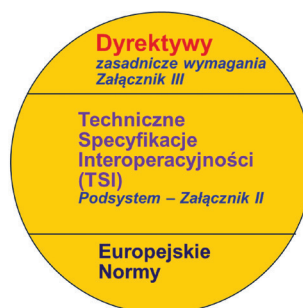 Dyrektywy
zasadnicze wymagania
Załącznik III
Techniczne
Specyfikacje
Interoperacyjności
(TSI)
Podsystem – Załącznik II
Europejskie
Normy